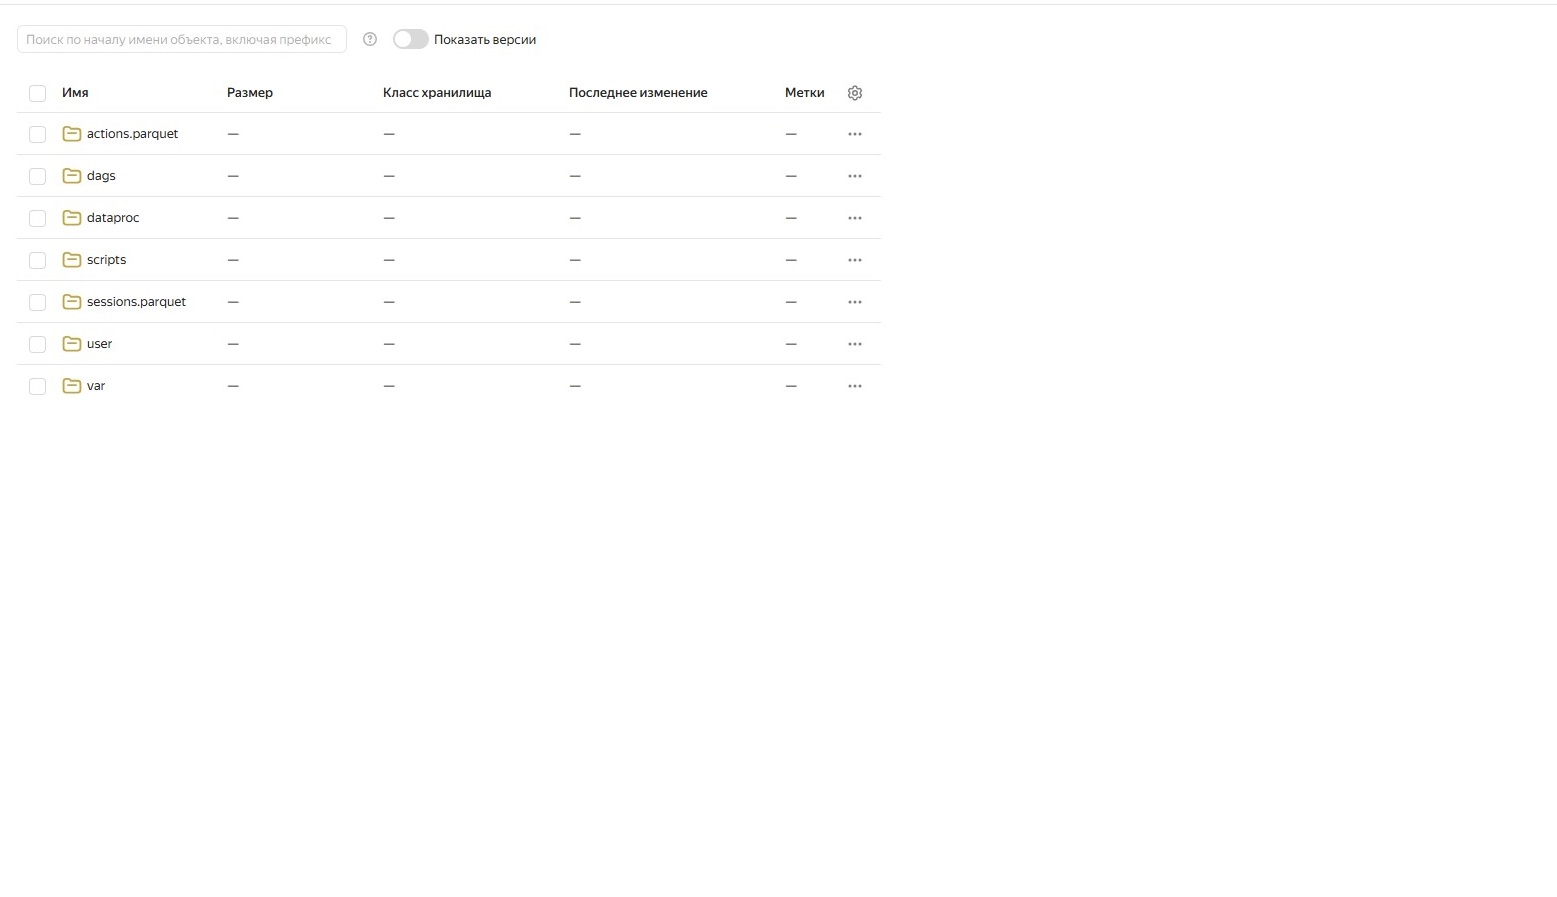 Поиск по началу имени объекта, включая префикс Показать версии
Имя Размер Класс хранилища Последнее изменение Метки
actions.parquet — — — —
dags — — — —
dataproc — — — —
scripts — — — —
sessions.parquet — — — —
user — — — —
var — — — —